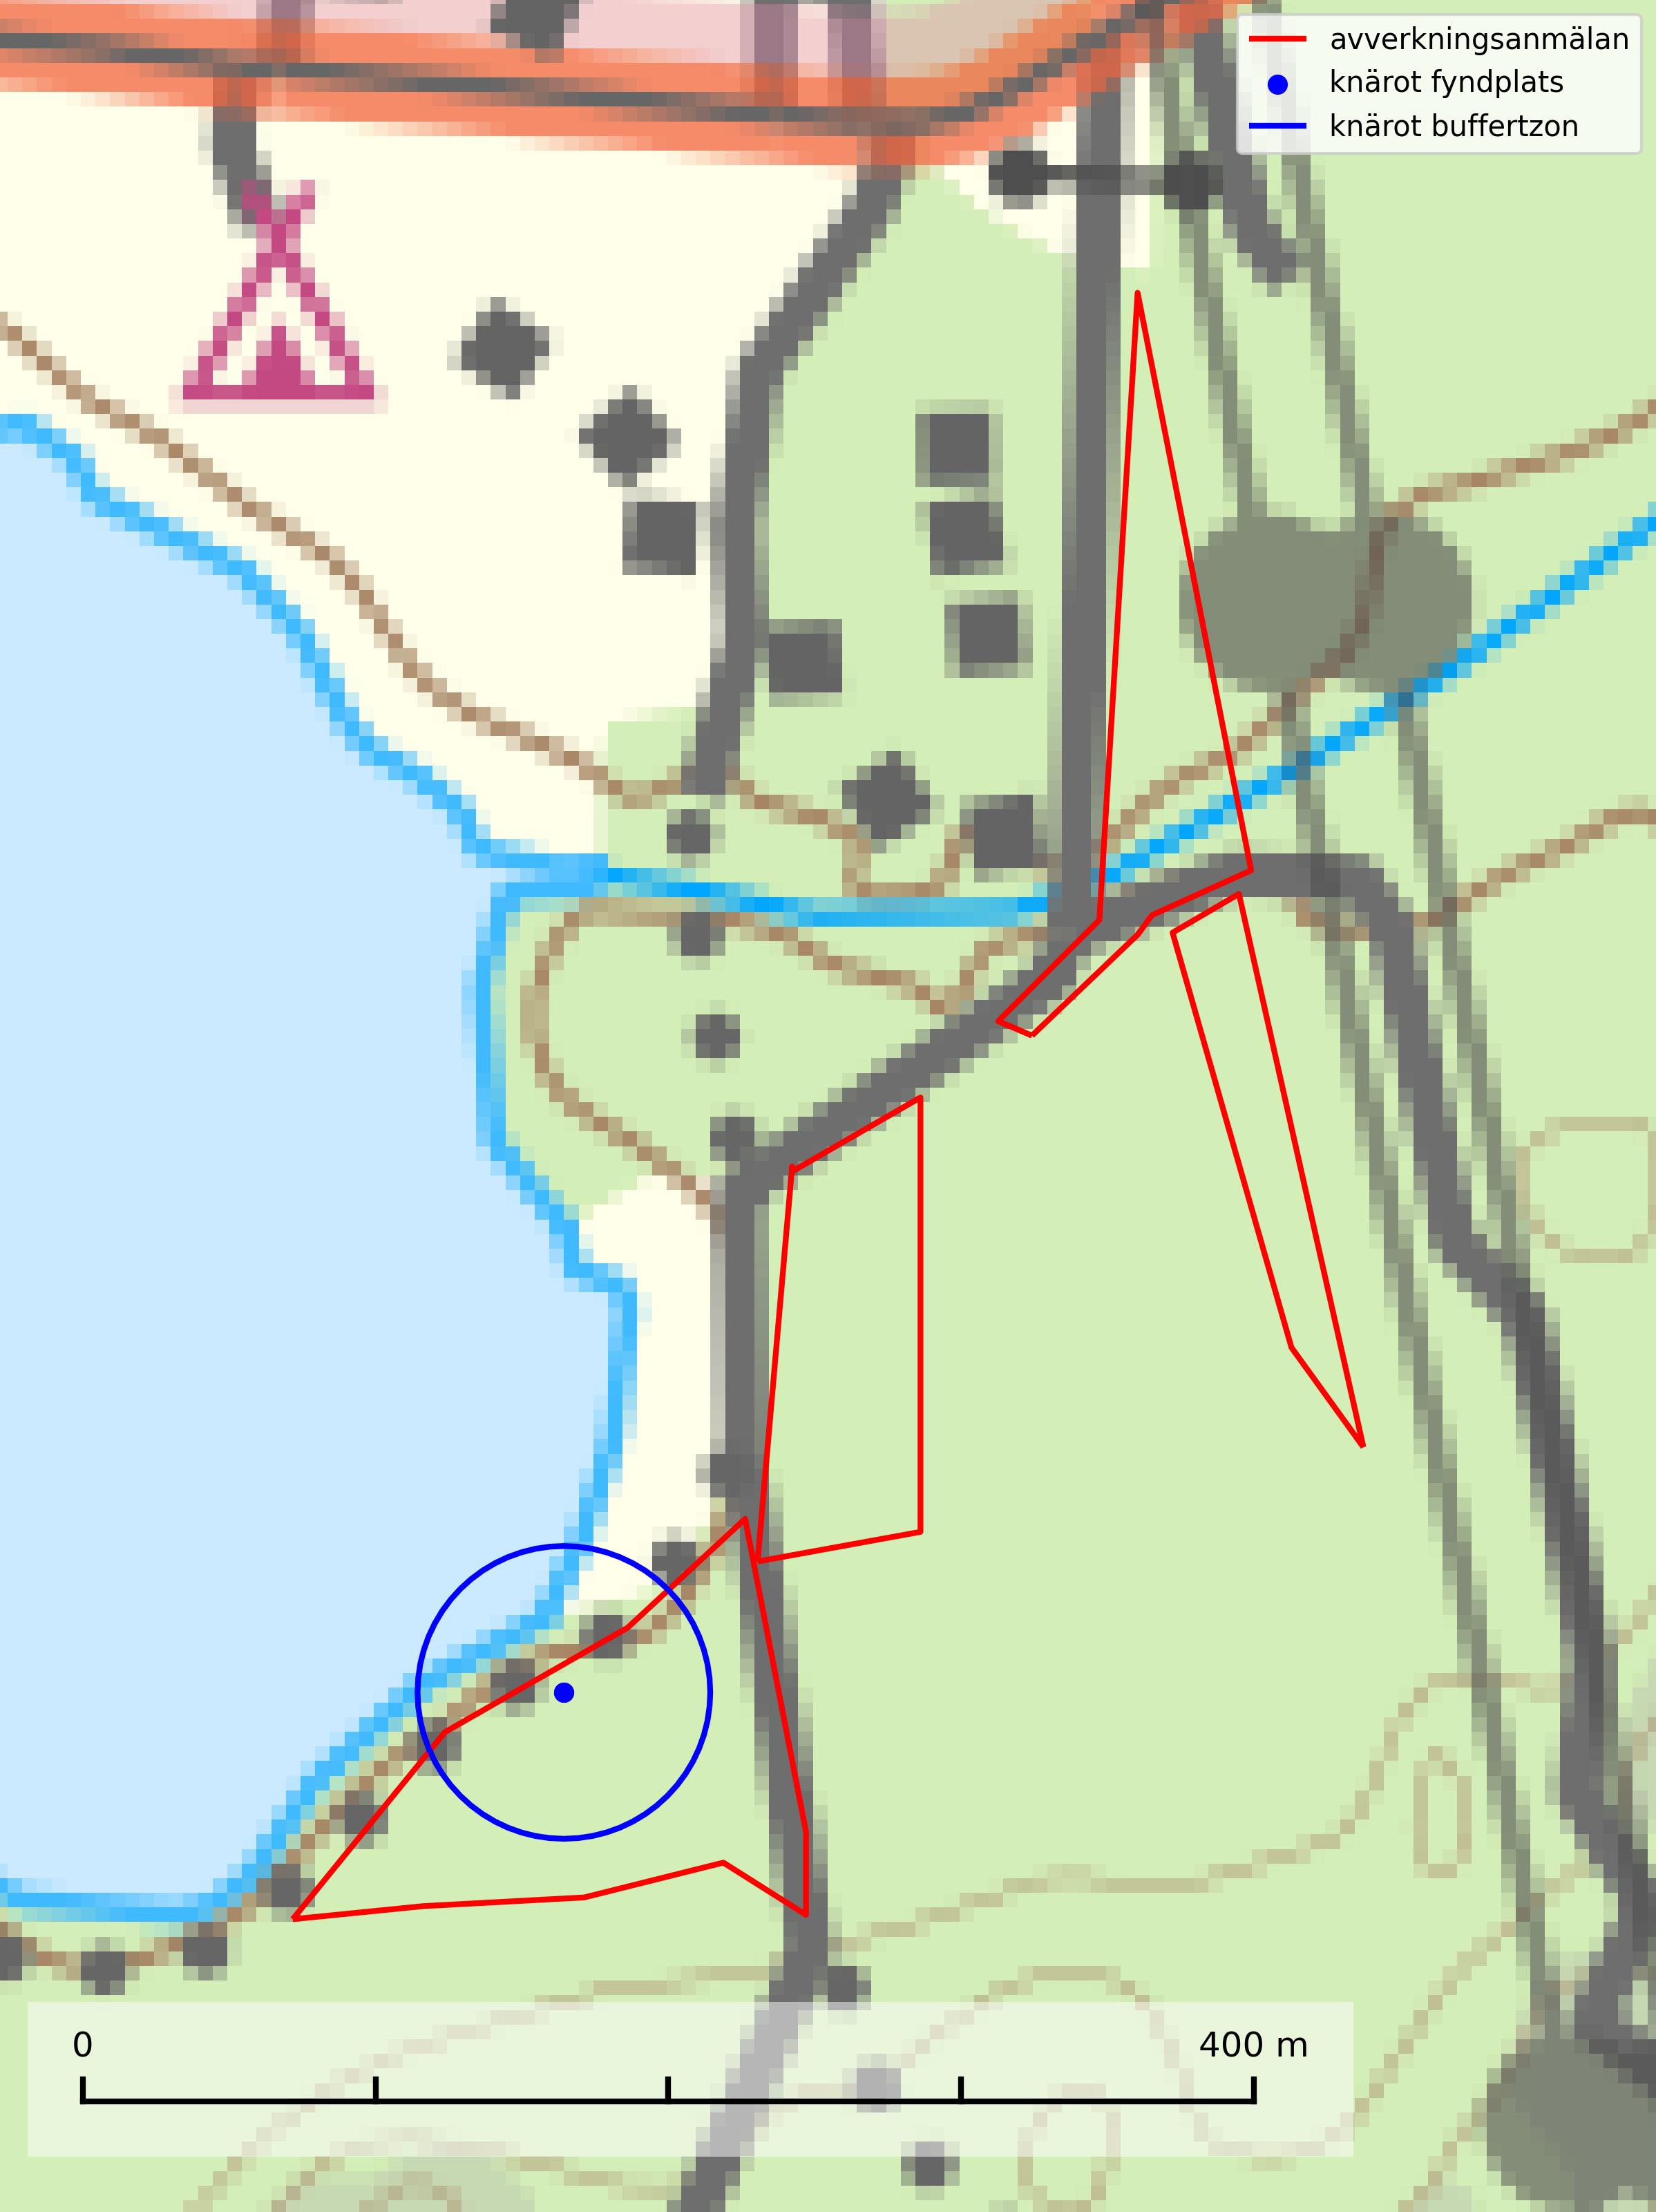 avverkningsanmälan
knärot fyndplats
knärot buffertzon
0
400 m